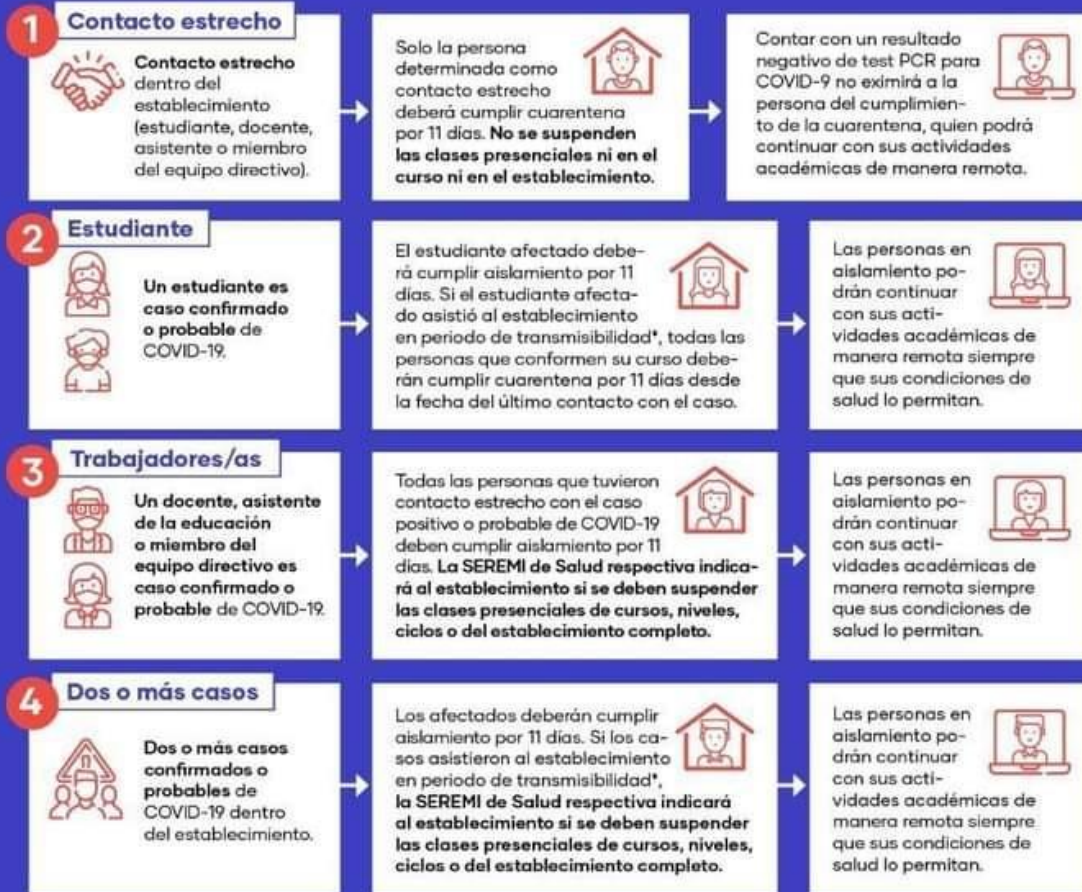 1
Contacto estrecho
Contacto estrecho
dentro del
establecimiento
(estudiante, docente,
asistente o miembro
del equipo directivo).
Solo la persona
determinada como
contacto estrecho
deberá cumplir cuarentena
por 11 días. No se suspenden
las clases presenciales ni en el
curso ni en el establecimiento.
Contar con un resultado
negativo de test PCR para
COVID-9 no eximirá a la
persona del cumplimien-
to de la cuarentena, quien podrá
continuar con sus actividades
académicas de manera remota.
2
Estudiante
Un estudiante es
caso confirmado
o probable de
COVID-19.
El estudiante afectado debe-
rá cumplir aislamiento por 11
días. Si el estudiante afecta-
do asistió al establecimiento
en periodo de transmisibilidad*, todas las
personas que conformen su curso debe-
rán cumplir cuarentena por 11 días desde
la fecha del último contacto con el caso.
Las personas en
aislamiento po-
drán continuar
con sus acti-
vidades académicas de
manera remota siempre
que sus condiciones de
salud lo permitan.
3
Trabajadores/as
Un docente, asistente
de la educación
o miembro del
equipo directivo es
caso confirmado o
probable de COVID-19.
Todas las personas que tuvieron
contacto estrecho con el caso
positivo o probable de COVID-19
deben cumplir aislamiento por 11
días. La SEREMI de Salud respectiva indica-
rá al establecimiento si se deben suspender
las clases presenciales de cursos, niveles,
ciclos o del establecimiento completo.
Las personas en
aislamiento po-
drán continuar
con sus acti-
vidades académicas de
manera remota siempre
que sus condiciones de
salud lo permitan.
4
Dos o más casos
Dos o más casos
confirmados o
probables de
COVID-19 dentro
del establecimiento.
Los afectados deberán cumplir
aislamiento por 11 días. Si los ca-
sos asistieron al establecimiento
en periodo de transmisibilidad*,
la SEREMI de Salud respectiva indicará
al establecimiento si se deben suspender
las clases presenciales de cursos, niveles,
ciclos o del establecimiento completo.
Las personas en
aislamiento po-
drán continuar
con sus acti-
vidades académicas de
manera remota siempre
que sus condiciones de
salud lo permitan.